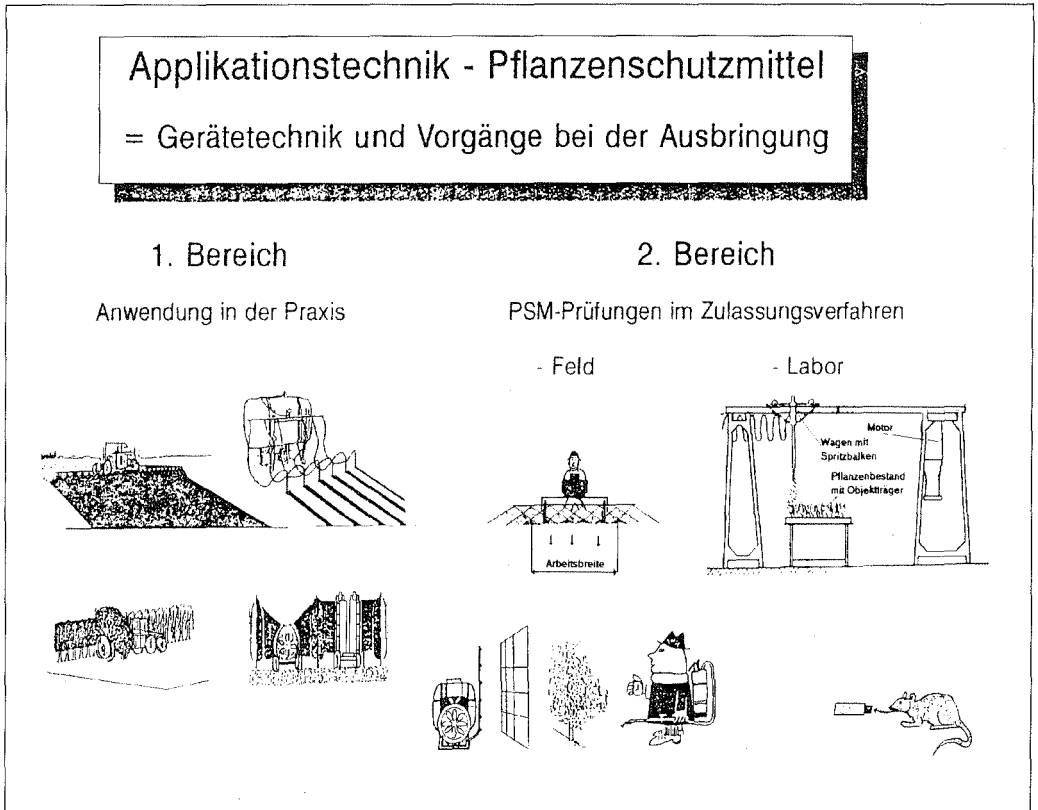 Applikationstechnik - Pflanzenschutzmittel
= Gerätetechnik und Vorgänge bei der Ausbringung
1. Bereich
Anwendung in der Praxis
2. Bereich
PSM-Prüfungen im Zulassungsverfahren
- Feld
- Labor
Arbeitsbreite
Motor
Wagen mit
Spritzbalken
Pflanzenbestand
mit Objektträger